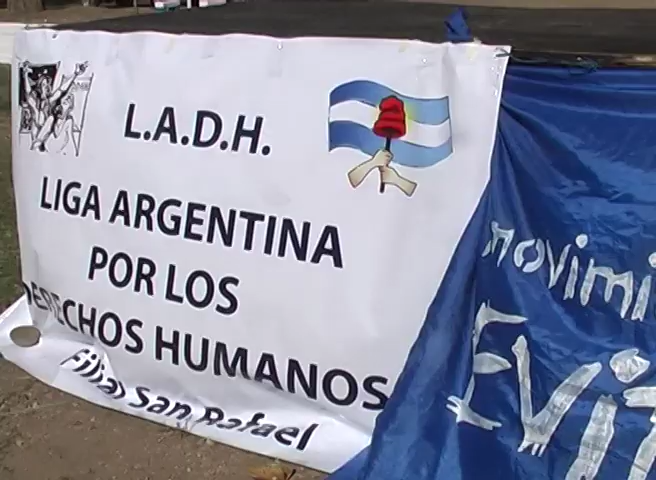 L.A.D.H.
LIGA ARGENTINA
POR LOS
DERECHOS HUMANOS
Filial San Rafael
movimi
Evit